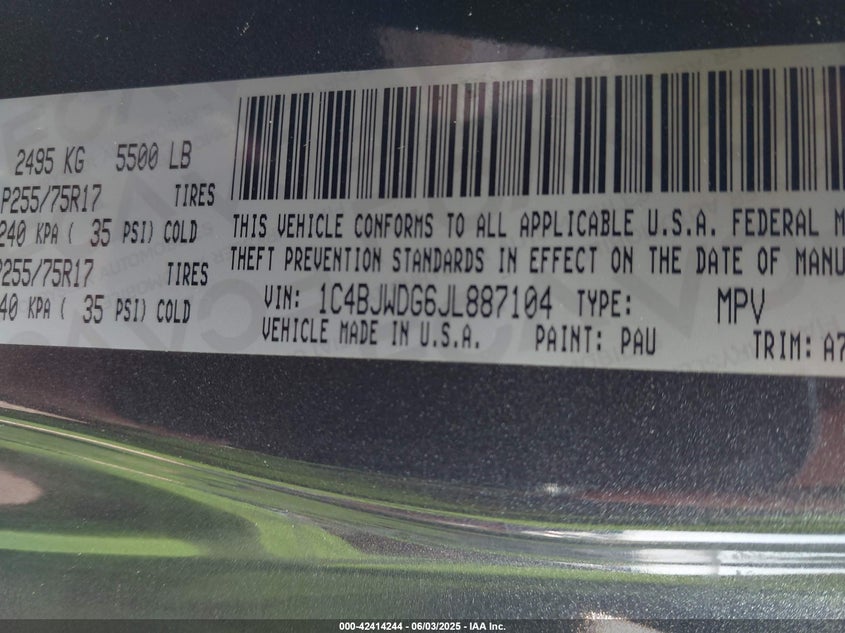 2495 KG 5500 LB
P255/75R17 TIRES
240 KPA ( 35 PSI) COLD
P255/75R17 TIRES
40 KPA ( 35 PSI) COLD
THIS VEHICLE CONFORMS TO ALL APPLICABLE U.S.A. FEDERAL M
THEFT PREVENTION STANDARDS IN EFFECT ON THE DATE OF MANU
VIN: 1C4BJWDG6JL887104 TYPE: MPV
VEHICLE MADE IN U.S.A. PAINT: PAU TRIM: A7
000-42414244 - 06/03/2025 - IAA Inc.